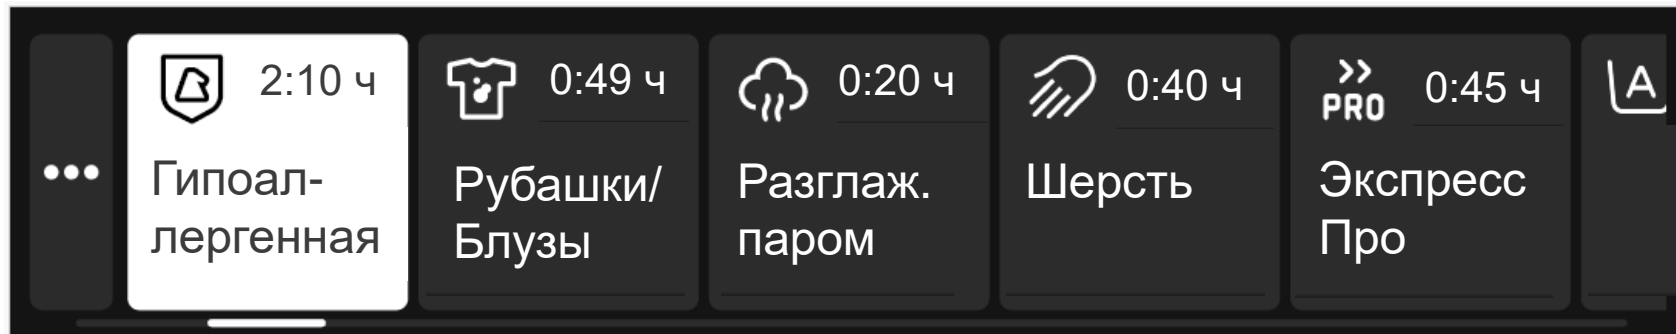 2:10 ч
Гипоал-
лергенная
0:49 ч
Рубашки/
Блузы
0:20 ч
Разглаж.
паром
0:40 ч
Шерсть
PRO
0:45 ч
Экспресс
Про
A